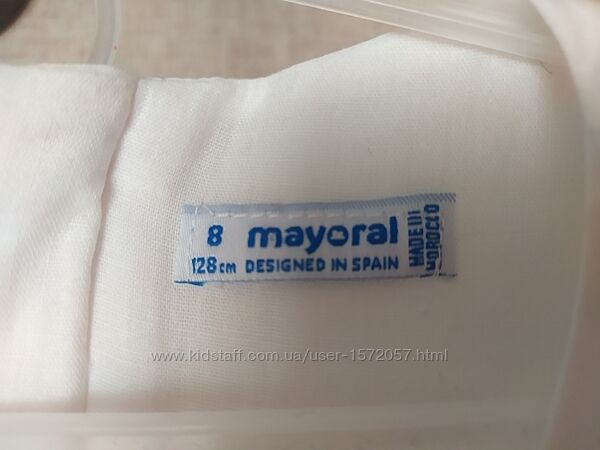 8 mayoral
128cm DESIGNED IN SPAIN
MADE IN
MOROCCO
www.kidstaff.com.ua/user-1572057.html